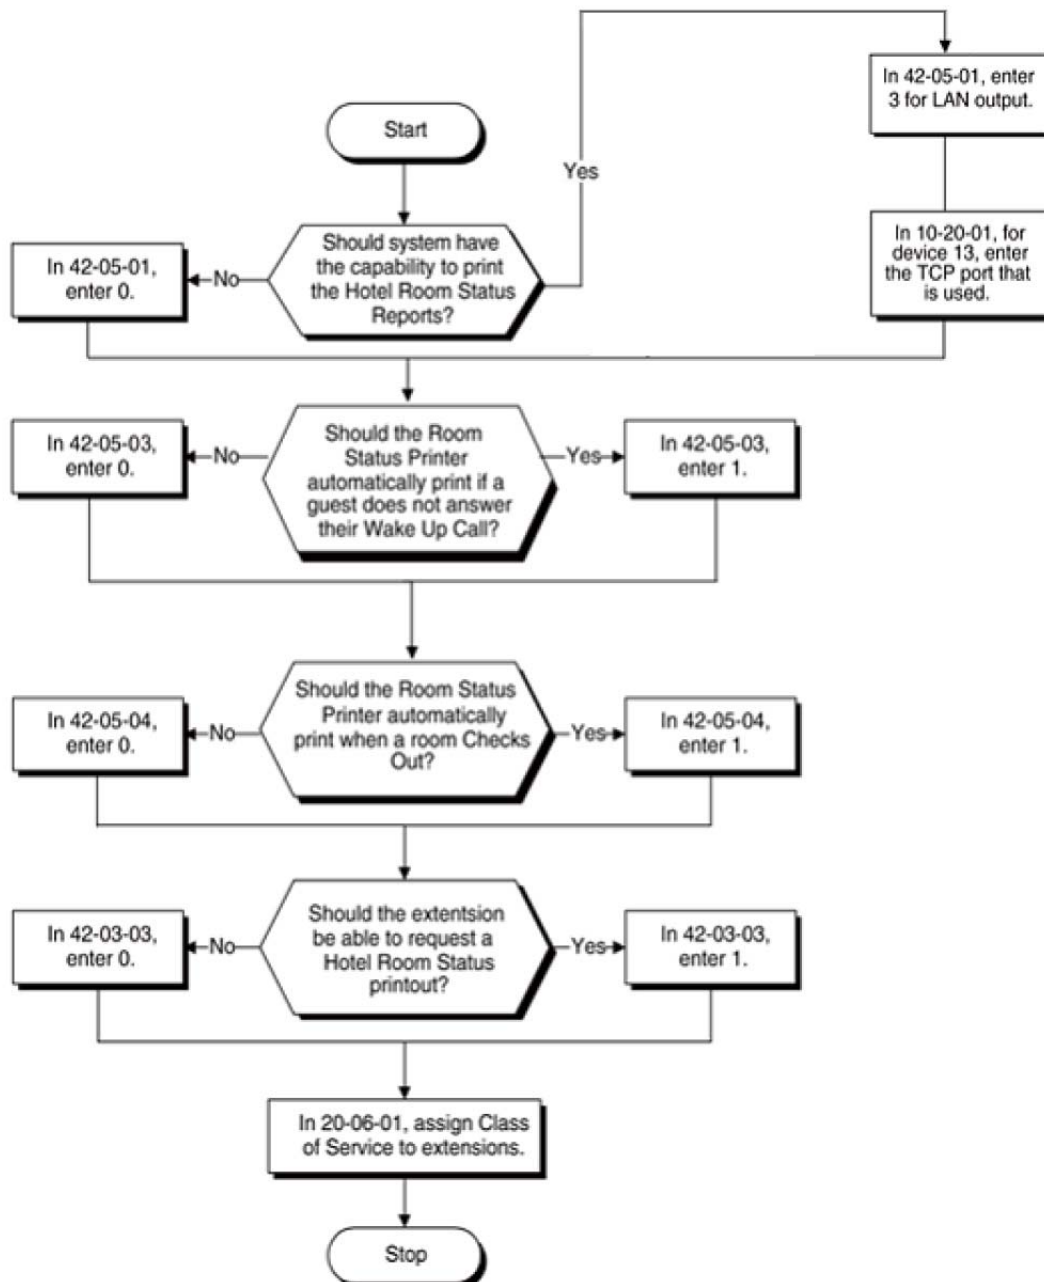 Start
Should system have
the capability to print
the Hotel Room Status
Reports?
No
In 42-05-01,
enter 0.
Yes
In 42-05-01, enter
3 for LAN output.
In 10-20-01, for
device 13, enter
the TCP port that
is used.
Should the Room
Status Printer
automatically print if a
guest does not answer
their Wake Up Call?
No
In 42-05-03,
enter 0.
Yes
In 42-05-03,
enter 1.
Should the Room Status
Printer automatically
print when a room Checks
Out?
No
In 42-05-04,
enter 0.
Yes
In 42-05-04,
enter 1.
Should the extentsion
be able to request a
Hotel Room Status
printout?
No
In 42-03-03,
enter 0.
Yes
In 42-03-03,
enter 1.
In 20-06-01, assign Class
of Service to extensions.
Stop